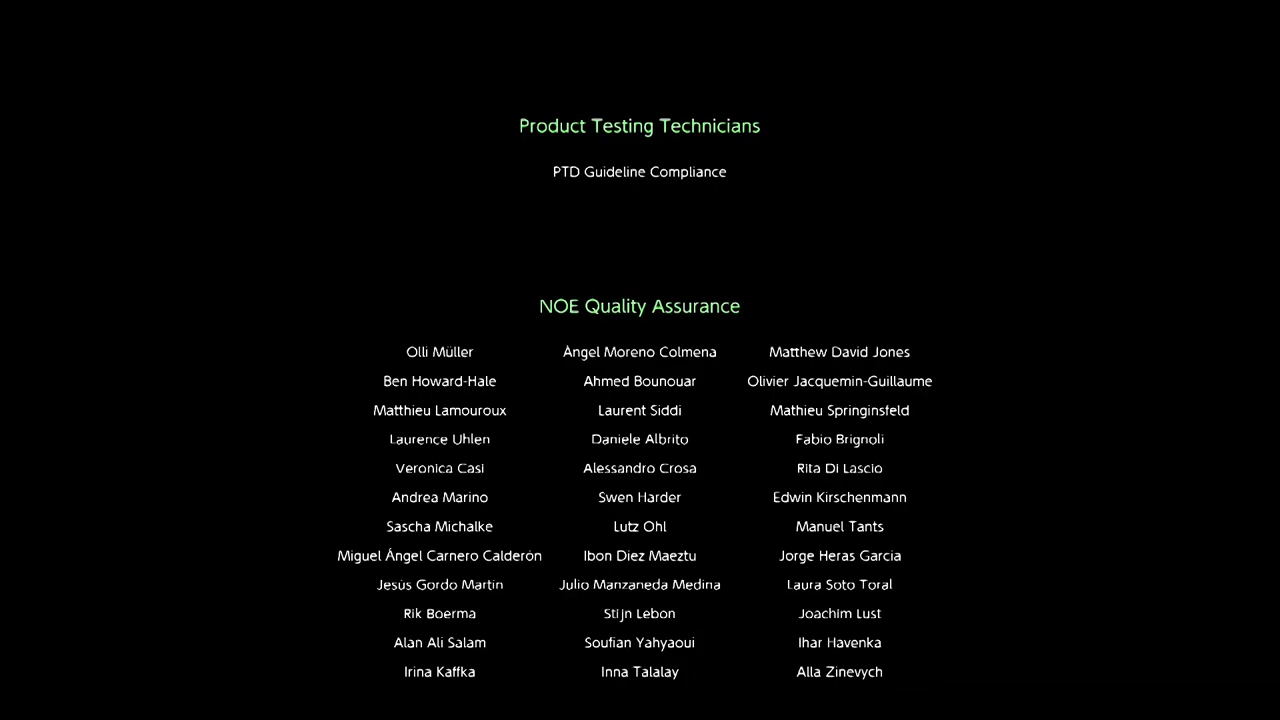 Product Testing Technicians
PTD Guideline Compliance
NOE Quality Assurance
Olli Müller Ángel Moreno Colmena Matthew David Jones
Ben Howard-Hale Ahmed Bounouar Olivier Jacquemin-Guillaume
Matthieu Lamouroux Laurent Siddi Mathieu Springinsfeld
Laurence Uhlen Daniele Albrito Fabio Brignoli
Veronica Casi Alessandro Crosa Rita Di Lascio
Andrea Marino Swen Harder Edwin Kirschenmann
Sascha Michalke Lutz Ohl Manuel Tants
Miguel Ángel Carnero Calderón Ibon Diez Maeztu Jorge Heras García
Jesús Gordo Martín Julio Manzaneda Medina Laura Soto Toral
Rik Boerma Stijn Lebon Joachim Lust
Alan Ali Salam Soufian Yahyaoui Ihar Havenka
Irina Kaffka Inna Talalay Alla Zinevych